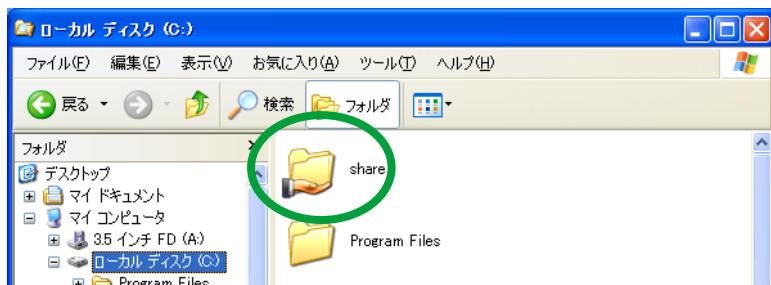 ローカル ディスク (C:)
ファイル(F) 編集(E) 表示(V) お気に入り(A) ツール(T) ヘルプ(H)
戻る 検索 フォルダ
フォルダ
デスクトップ
マイ ドキュメント
マイ コンピュータ
3.5 インチ FD (A:)
ローカル ディスク (C:)
Program Files
share
Program Files